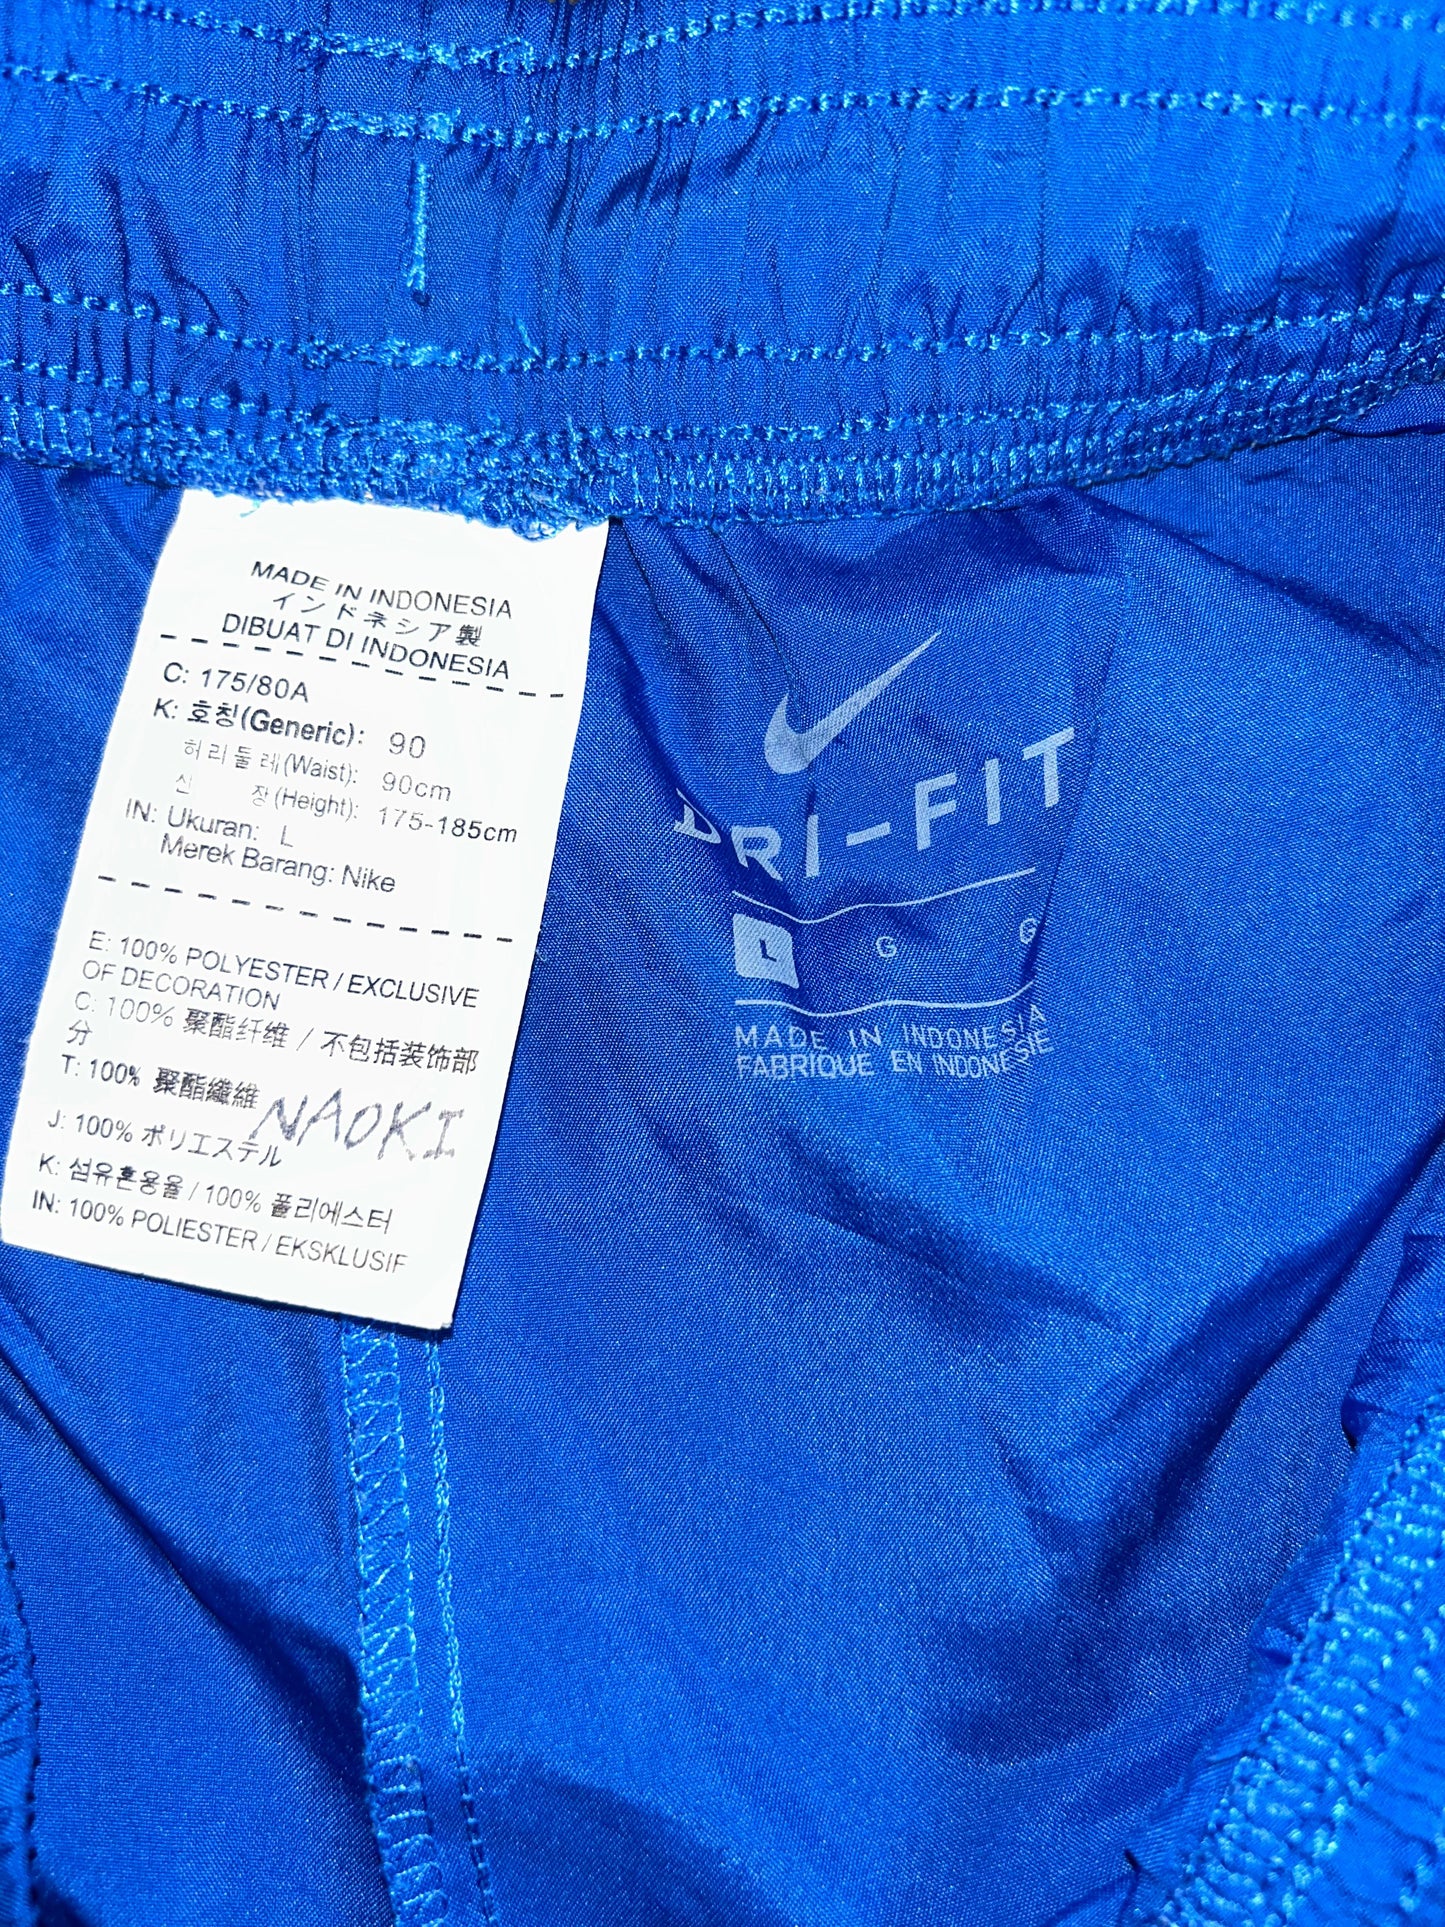 MADE IN INDONESIA
インドネシア製
DIBUAT DI INDONESIA
C: 175/80A
K: 호칭(Generic): 90
허리둘레(Waist): 90cm
신 장(Height): 175-185cm
IN: Ukuran: L
Merek Barang: Nike
E: 100% POLYESTER / EXCLUSIVE
OF DECORATION
C: 100% 聚酯纤维 / 不包括装饰部
分
T: 100% 聚酯纖維
NAOKI
J: 100% ポリエステル
K: 섬유혼용율 / 100% 폴리에스터
IN: 100% POLIESTER / EKSKLUSIF
DRI-FIT
L G G
MADE IN INDONESIA
FABRIQUE EN INDONESIE